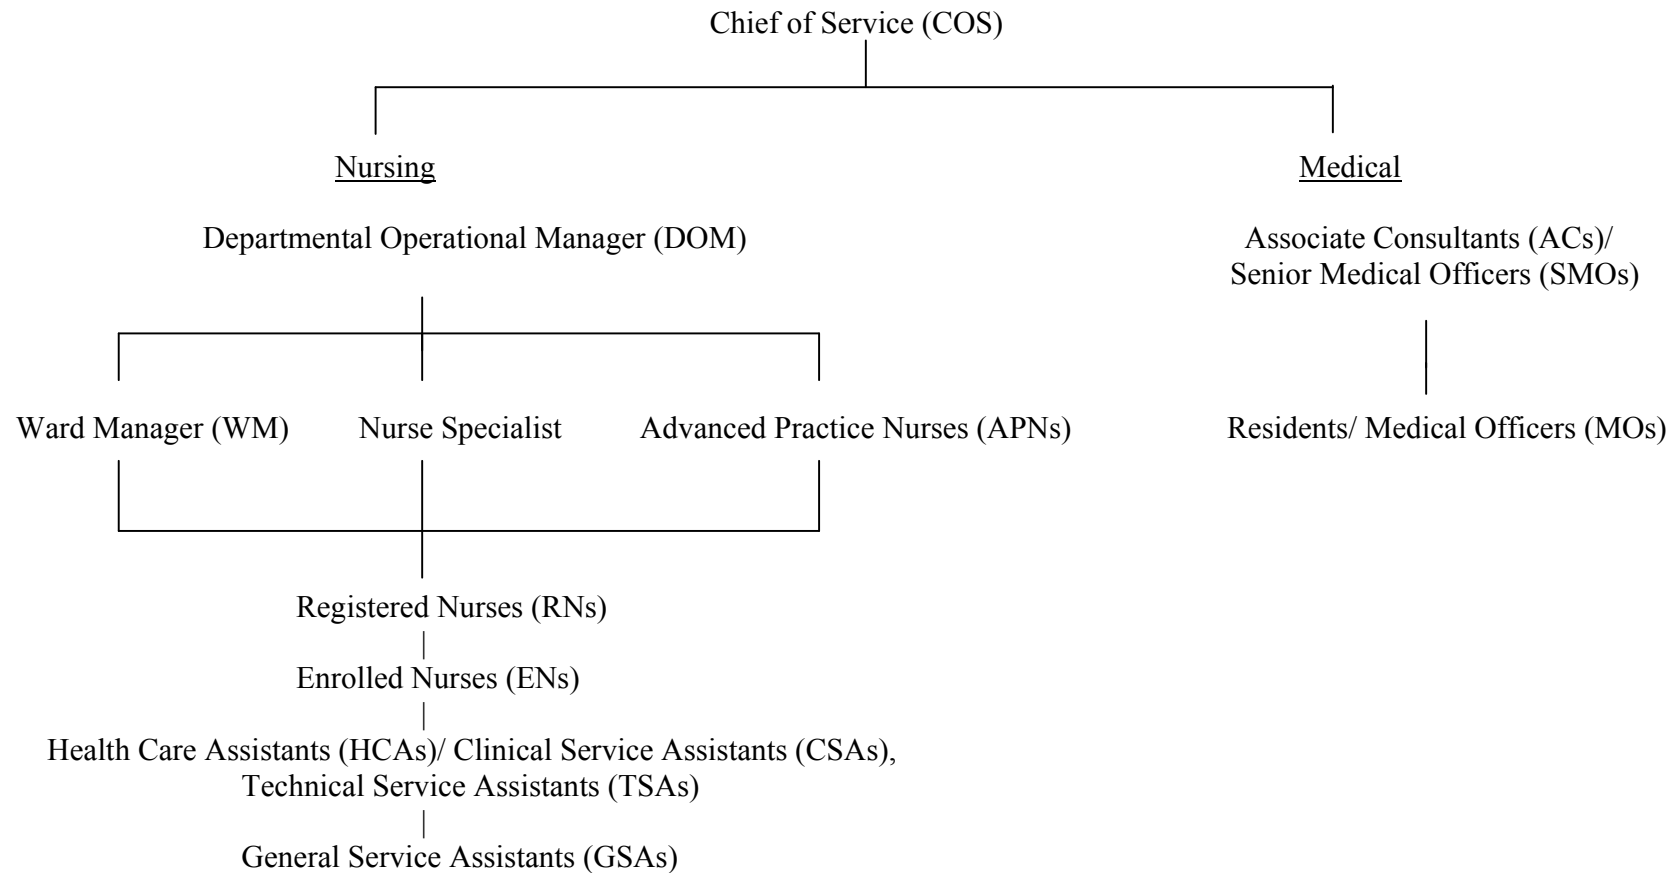 Chief of Service (COS)
Nursing
Medical
Departmental Operational Manager (DOM)
Associate Consultants (ACs)/
Senior Medical Officers (SMOs)
Ward Manager (WM)
Nurse Specialist
Advanced Practice Nurses (APNs)
Residents/ Medical Officers (MOs)
Registered Nurses (RNs)
Enrolled Nurses (ENs)
Health Care Assistants (HCAs)/ Clinical Service Assistants (CSAs),
Technical Service Assistants (TSAs)
General Service Assistants (GSAs)